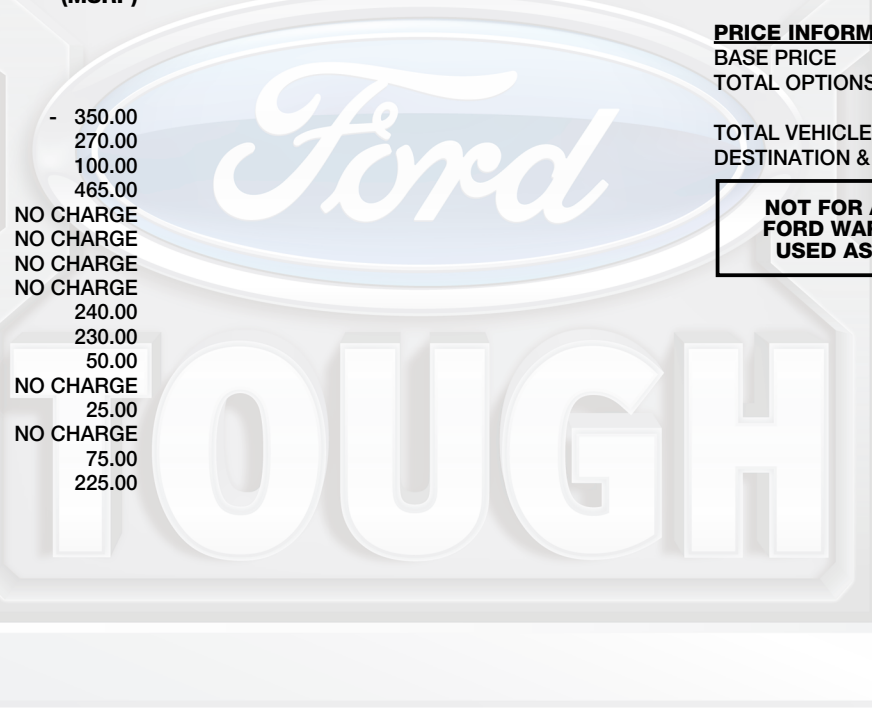 (MSRP)
- 350.00
270.00
100.00
465.00
NO CHARGE
NO CHARGE
NO CHARGE
NO CHARGE
240.00
230.00
50.00
NO CHARGE
25.00
NO CHARGE
75.00
225.00
PRICE INFORM
BASE PRICE
TOTAL OPTIONS
TOTAL VEHICLE
DESTINATION &
NOT FOR
FORD WAR
USED AS
Ford
TOUGH